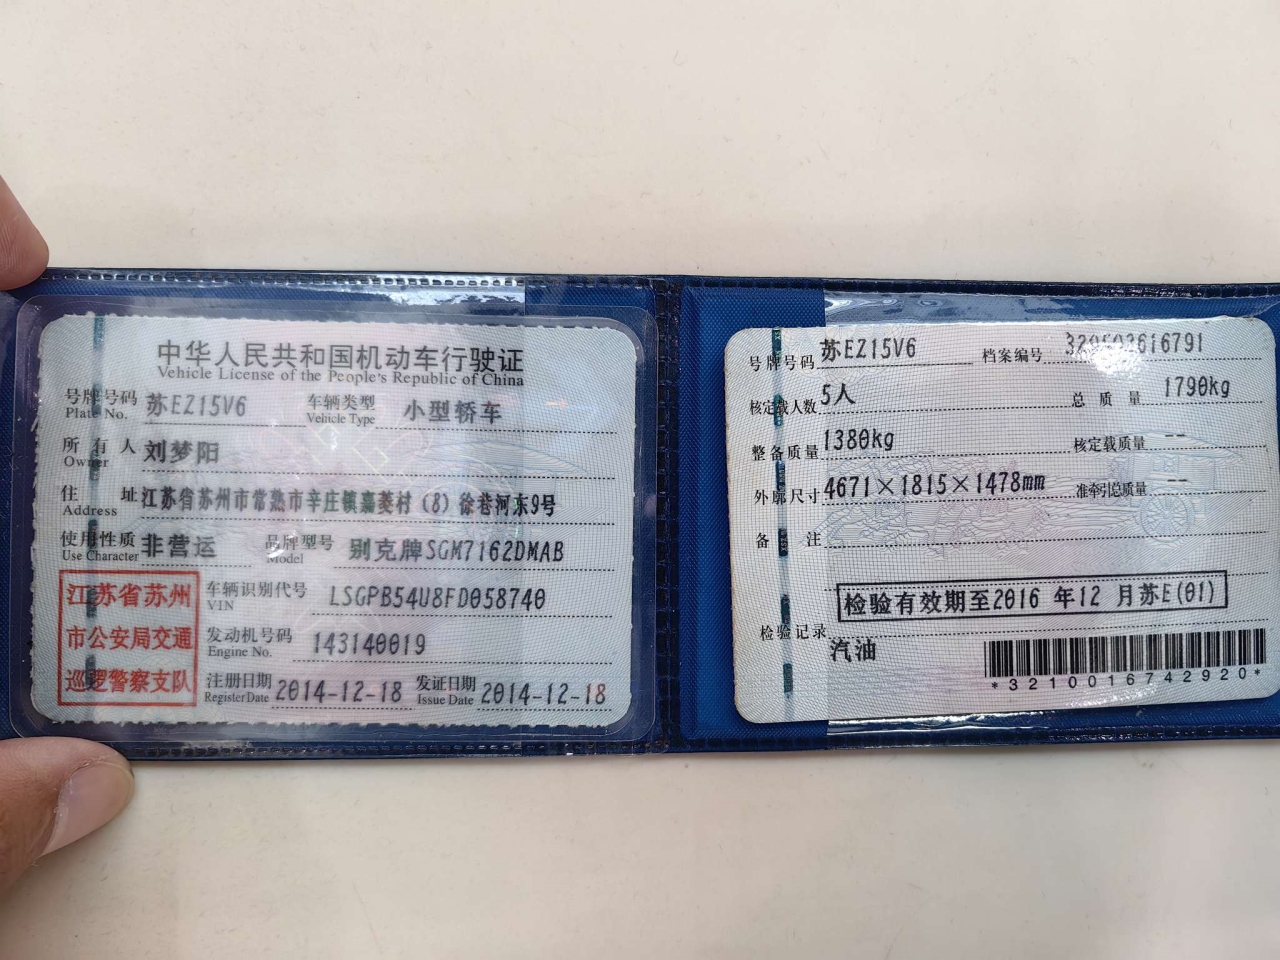 中华人民共和国机动车行驶证
Vehicle License of the People's Republic of China
号牌号码 苏EZ15V6 车辆类型 小型轿车
Plate No. Vehicle Type
所有人 刘梦阳
Owner
住址 江苏省苏州市常熟市辛庄镇嘉菱村（8）徐巷河东9号
Address
使用性质 非营运 品牌型号 别克牌SGM7162DMAB
Use Character Model
江苏省苏州
市公安局交通
巡逻警察支队
车辆识别代号 LSGPB54U8FD058740
VIN
发动机号码 143140019
Engine No.
注册日期 2014-12-18 发证日期 2014-12-18
Register Date Issue Date
号牌号码 苏EZ15V6 档案编号
核定载人数 5人 总质量 1790kg
整备质量 1380kg 核定载质量 --
外廓尺寸 4671×1815×1478mm 准牵引总质量 --
备注
检验有效期至2016 年12 月苏E(01)
检验记录
汽油
*3210016742920*